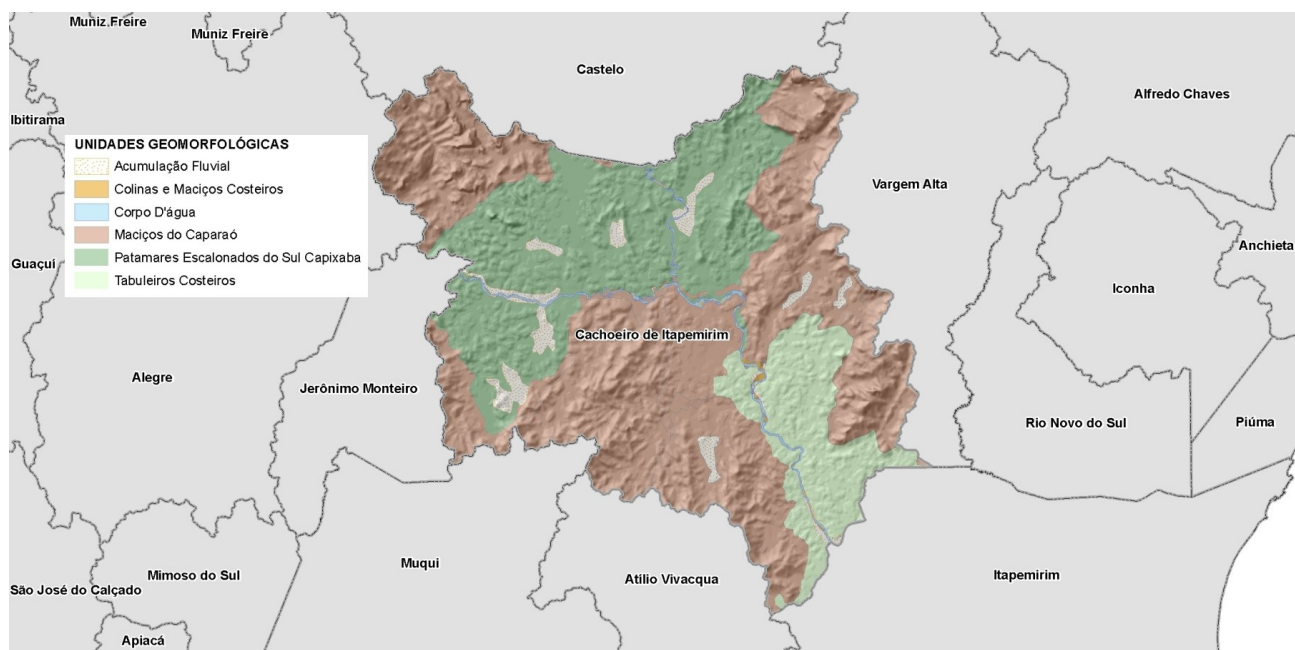 Muniz Freire
Muniz Freire
Castelo
Alfredo Chaves
Ibitirama
UNIDADES GEOMORFOLÓGICAS
Acumulação Fluvial
Colinas e Maciços Costeiros
Corpo D'água
Maciços do Caparaó
Patamares Escalonados do Sul Capixaba
Tabuleiros Costeiros
Vargem Alta
Anchieta
Guaçuí
Iconha
Cachoeiro de Itapemirim
Alegre
Jerônimo Monteiro
Rio Novo do Sul
Piúma
Muqui
Mimoso do Sul
Atílio Vivacqua
Itapemirim
São José do Calçado
Apiacá